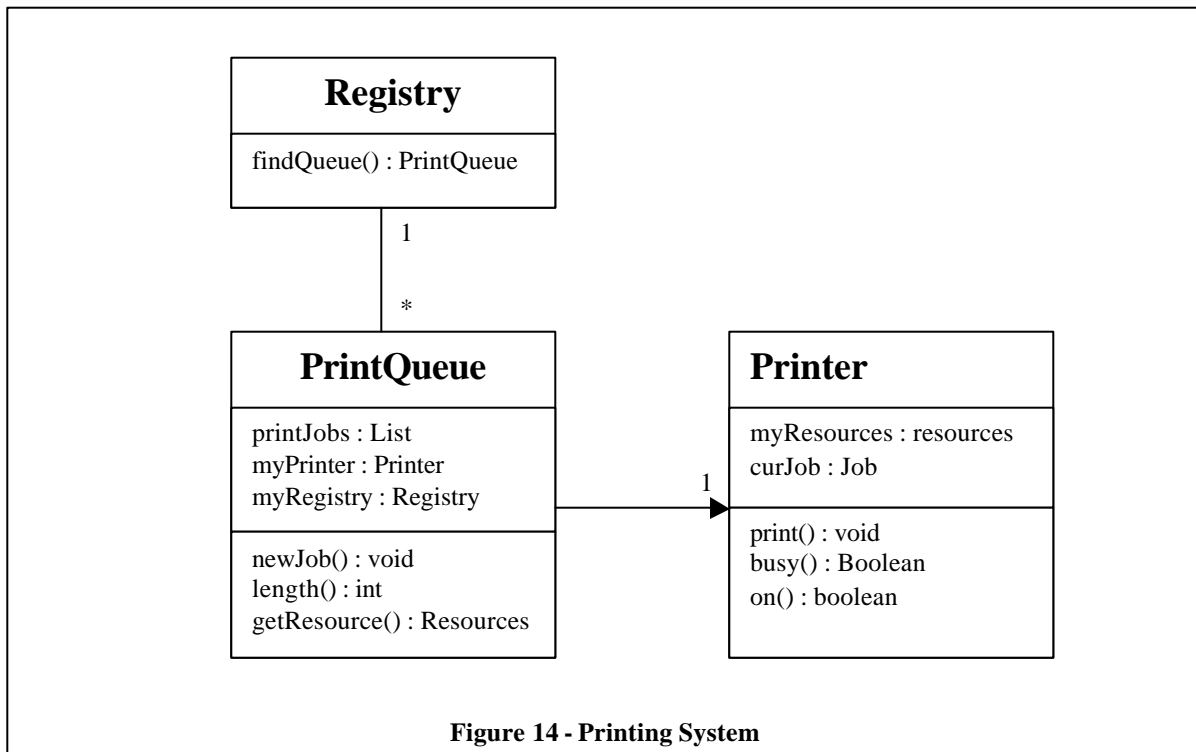 Registry
findQueue() : PrintQueue
1
*
PrintQueue
printJobs : List
myPrinter : Printer
myRegistry : Registry
newJob() : void
length() : int
getResource() : Resources
1
Printer
myResources : resources
curJob : Job
print() : void
busy() : Boolean
on() : boolean
Figure 14 - Printing System